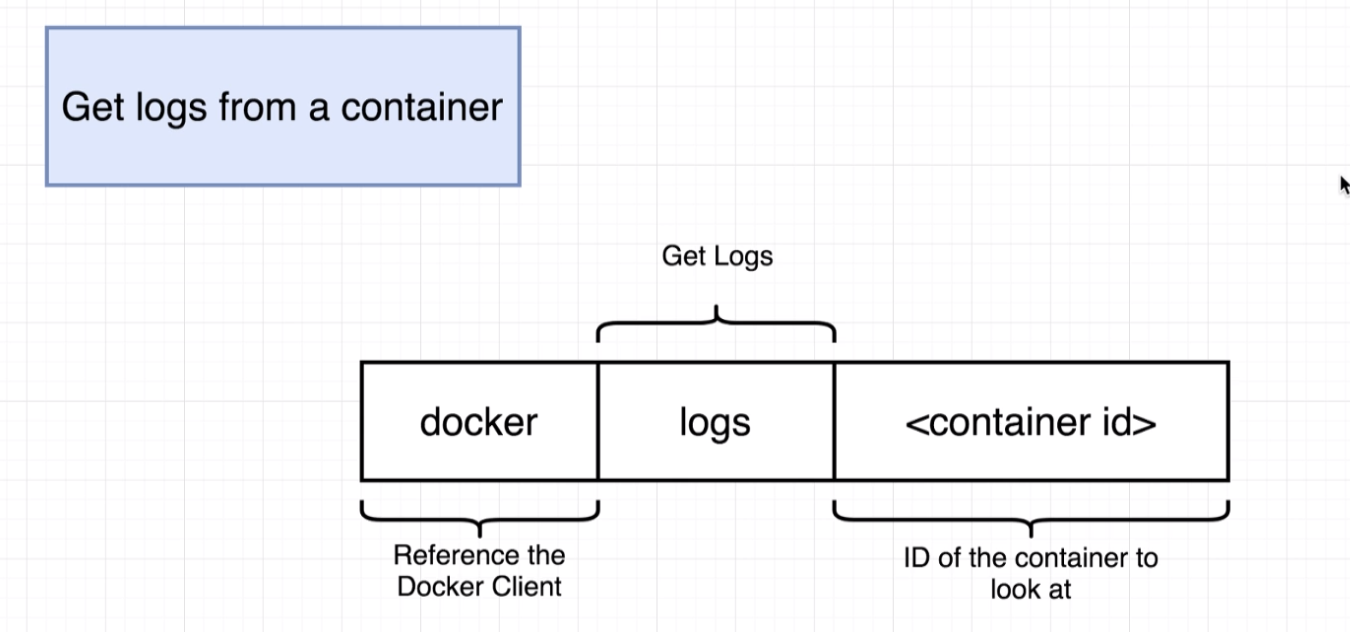 Get logs from a container
Get Logs
docker logs <container id>
Reference the
Docker Client
ID of the container to
look at